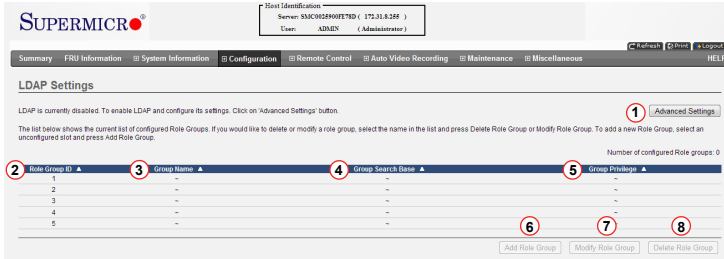 Host Identification
Server: SMC0025900FE78D ( 172.31.8.255 )
User: ADMIN ( Administrator )
SUPERMICR ®
Refresh Print Logout
Summary FRU Information System Information Configuration Remote Control Auto Video Recording Maintenance Miscellaneous HELP
LDAP Settings
LDAP is currently disabled. To enable LDAP and configure its settings. Click on 'Advanced Settings' button.
1 Advanced Settings
The list below shows the current list of configured Role Groups. If you would like to delete or modify a role group, select the name in the list and press Delete Role Group or Modify Role Group. To add a new Role Group, select an
unconfigured slot and press Add Role Group.
Number of configured Role groups: 0
2 Role Group ID ▲ 3 Group Name ▲ 4 Group Search Base ▲ 5 Group Privilege ▲
1 ~ ~ ~
2 ~ ~ ~
3 ~ ~ ~
4 ~ ~ ~
5 ~ ~ ~
6 7 8
Add Role Group Modify Role Group Delete Role Group